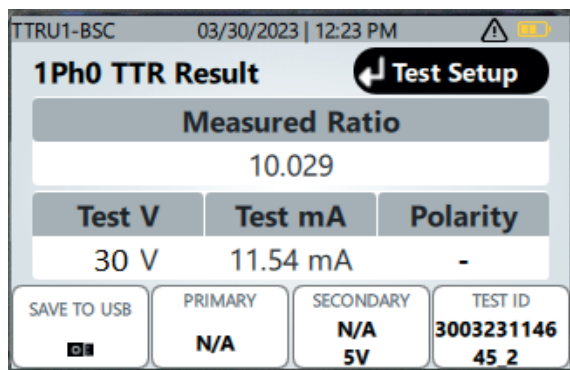 TTRU1-BSC 03/30/2023 | 12:23 PM
1Ph0 TTR Result Test Setup
Measured Ratio
10.029
Test V Test mA Polarity
30 V 11.54 mA -
SAVE TO USB PRIMARY SECONDARY TEST ID
N/A N/A 3003231146
5V 45_2